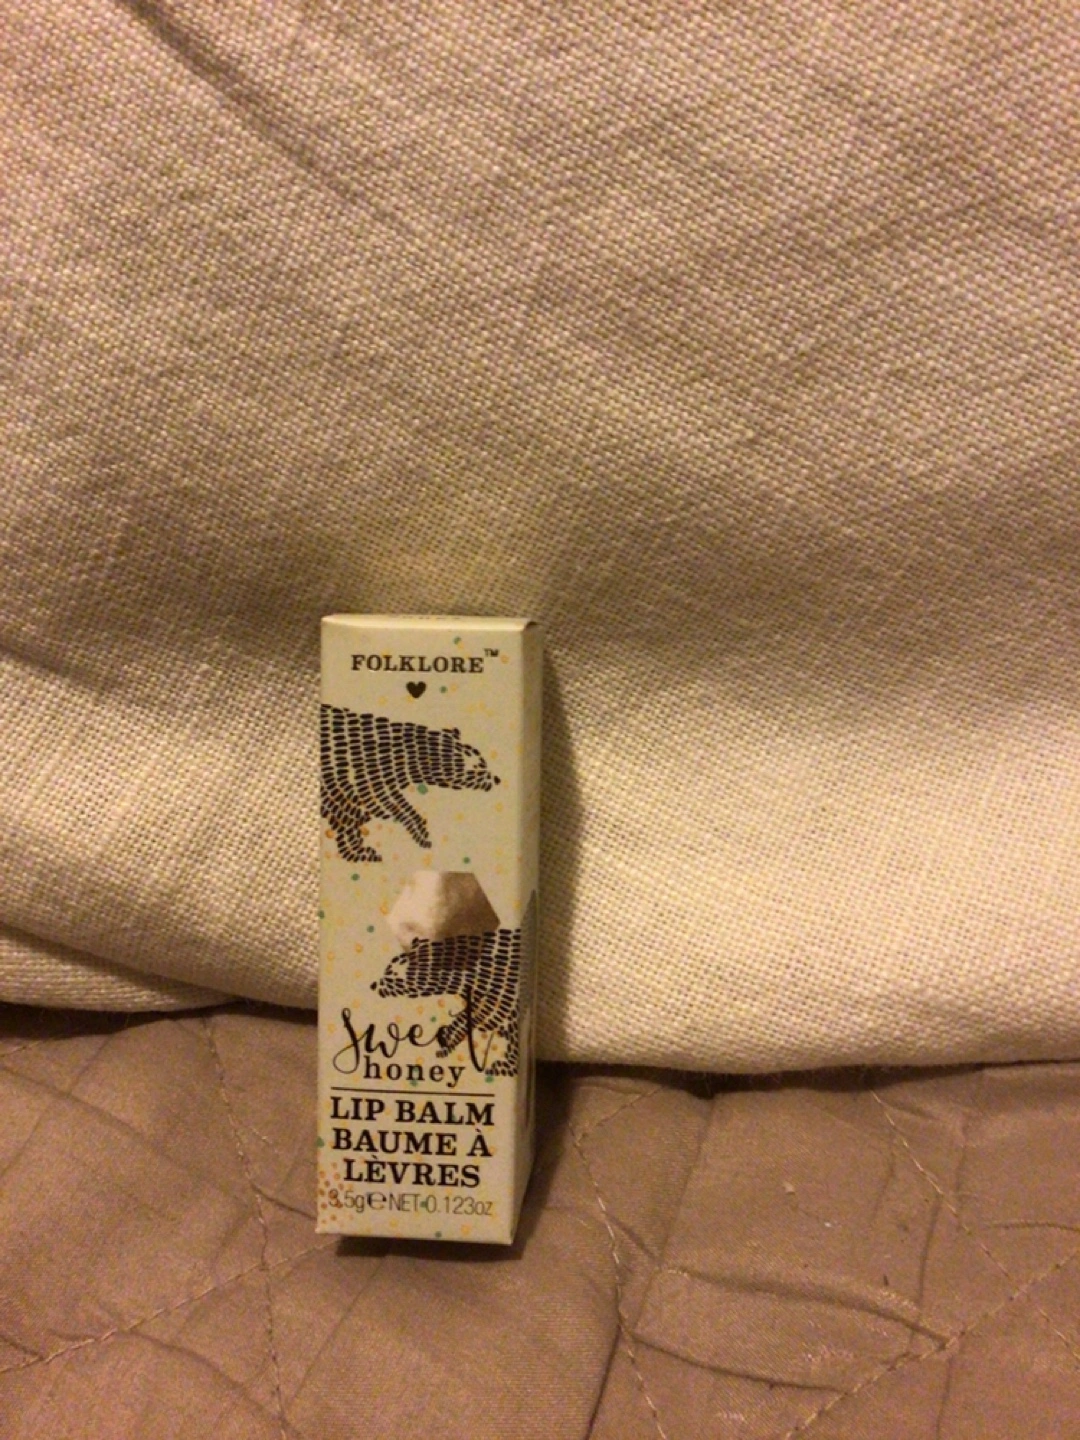 FOLKLORE™
sweet
honey
LIP BALM
BAUME À
LÈVRES
3.5g e NET 0.123oz